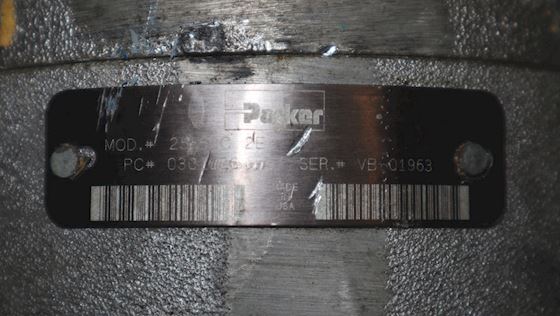 Parker
MOD.#
PC# SER.# VB-01963
MADE
IN
USA